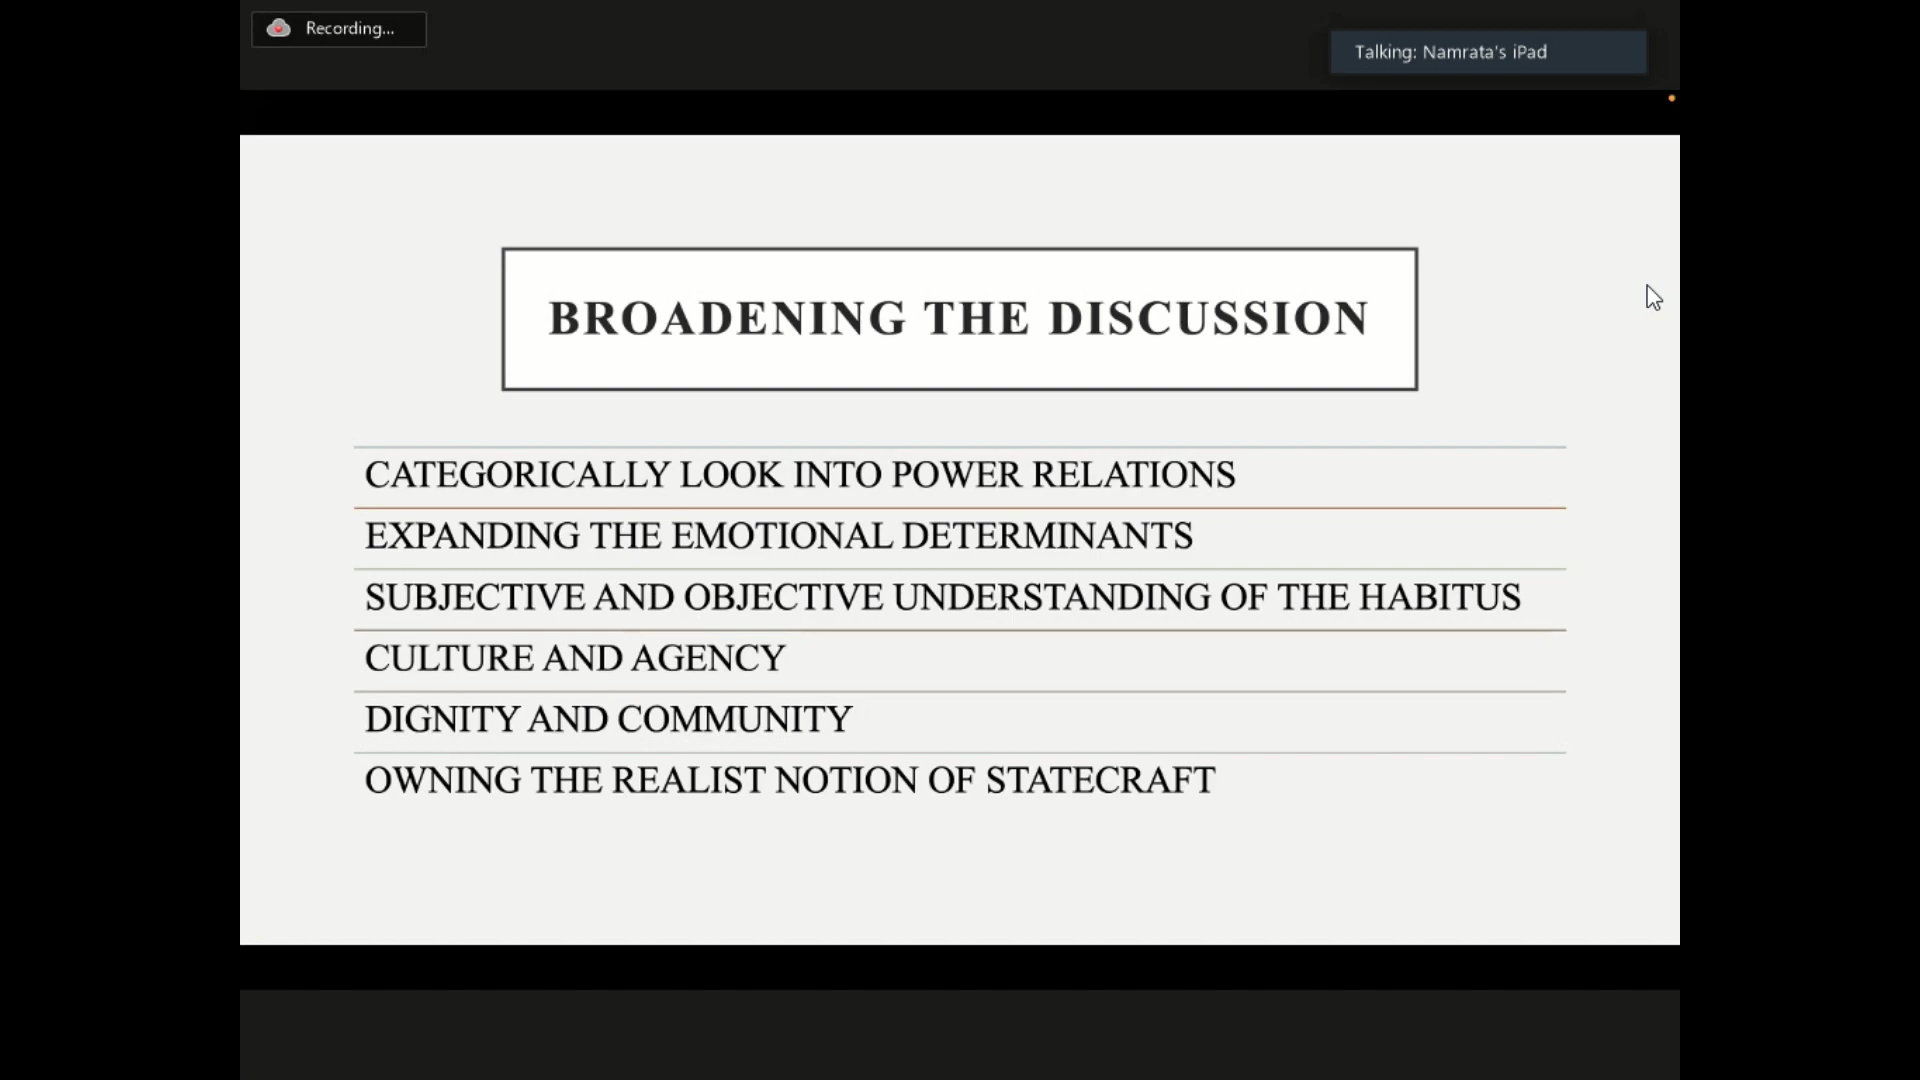 Recording...
Talking: Namrata's iPad
BROADENING THE DISCUSSION
CATEGORICALLY LOOK INTO POWER RELATIONS
EXPANDING THE EMOTIONAL DETERMINANTS
SUBJECTIVE AND OBJECTIVE UNDERSTANDING OF THE HABITUS
CULTURE AND AGENCY
DIGNITY AND COMMUNITY
OWNING THE REALIST NOTION OF STATECRAFT